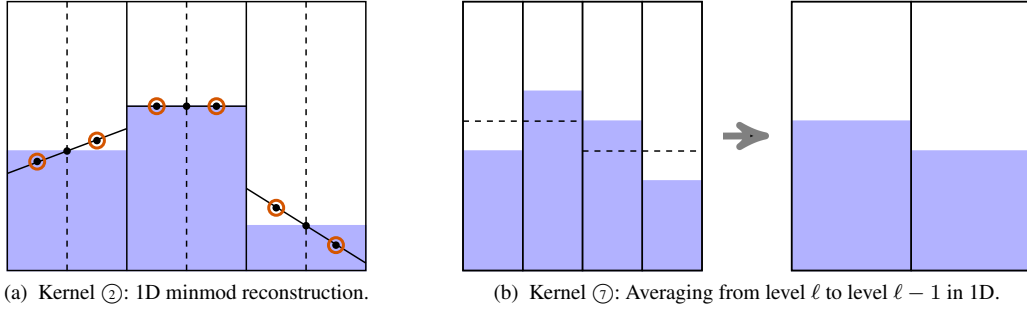 (a) Kernel ②: 1D minmod reconstruction.
(b) Kernel ⑦: Averaging from level ℓ to level ℓ − 1 in 1D.